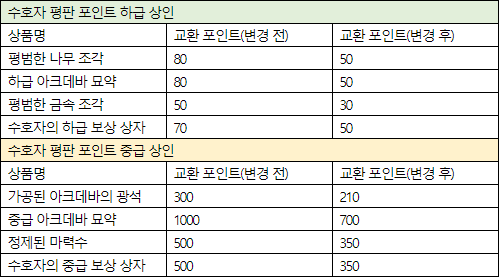 수호자 평판 포인트 하급 상인
상품명 교환 포인트(변경 전) 교환 포인트(변경 후)
평범한 나무 조각 80 50
하급 아크데바 묘약 80 50
평범한 금속 조각 50 30
수호자의 하급 보상 상자 70 50
수호자 평판 포인트 중급 상인
상품명 교환 포인트(변경 전) 교환 포인트(변경 후)
가공된 아크데바의 광석 300 210
중급 아크데바 묘약 1000 700
정제된 마력수 500 350
수호자의 중급 보상 상자 500 350